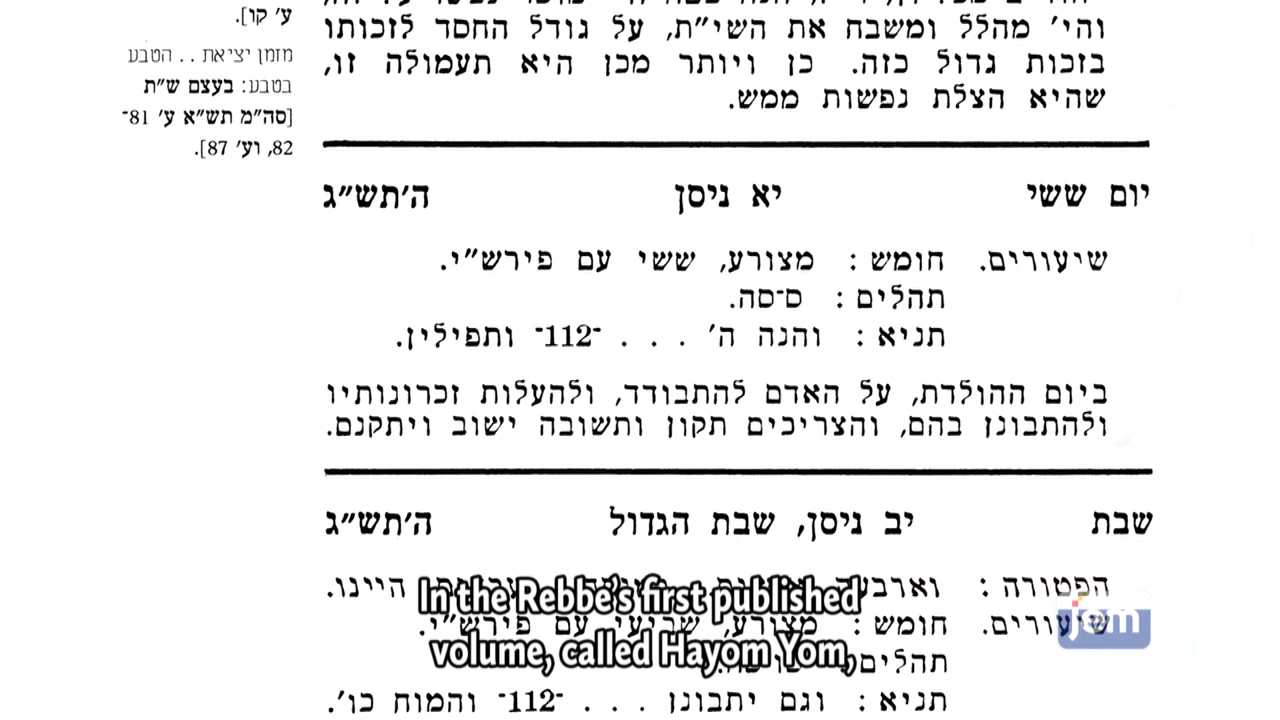 והי׳ מהלל ומשבח את השי״ת, על גודל החסד לזכותו
בזכות גדול כזה. כן ויותר מכן היא תעמולה זו,
שהיא הצלת נפשות ממש.
ע׳ קו].
מזמן יציאת . . הטבע
בטבע: בעצם ש״ת
[סה״מ תש״א ע׳ 81־
82, וע׳ 87].
יום ששי יא ניסן ה׳תש״ג
שיעורים. חומש: מצורע, ששי עם פירש״י.
תהלים: ס־סה.
תניא: והנה ה׳ . . . ־112־ ותפילין.
ביום ההולדת, על האדם להתבודד, ולהעלות זכרונותיו
ולהתבונן בהם, והצריכים תקון ותשובה ישוב ויתקנם.
שבת יב ניסן, שבת הגדול ה׳תש״ג
הפטורה: היינו.
שיעורים. חומש: מצורע, שביעי עם פירש״י.
תהלים:
תניא: וגם יתבונן . . . ־112־ והמוח כו׳.
In the Rebbe's first published
volume, called Hayom Yom,
jem